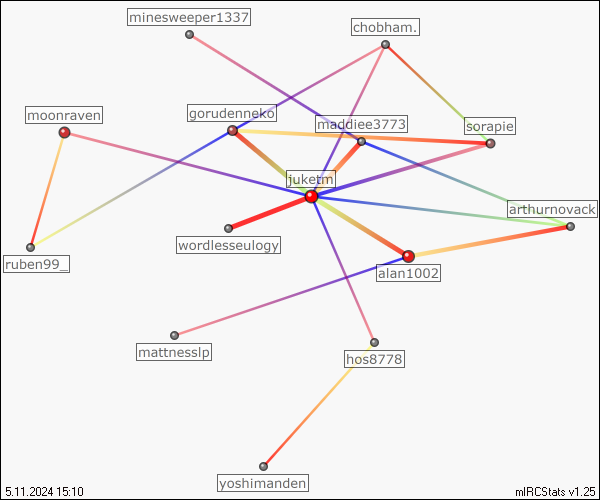 minesweeper1337
chobham.
moonraven
gorudenneko
maddiee3773
sorapie
jukeim
arthurnovack
wordlesseulogy
ruben99_
alan1002
mattnesslp
hos8778
yoshimanden
5.11.2024 15:10
mIRCStats v1.25